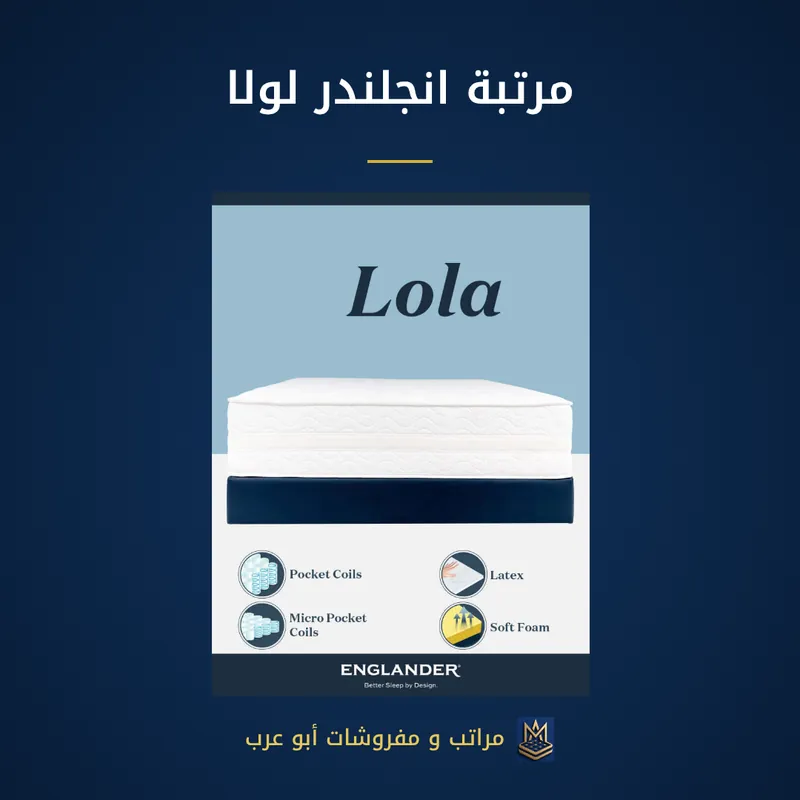 مرتبة انجلندر لولا
Lola
Pocket Coils
Latex
Micro Pocket
Coils
Soft Foam
ENGLANDER®
Better Sleep by Design.
مراتب و مفروشات أبو عرب